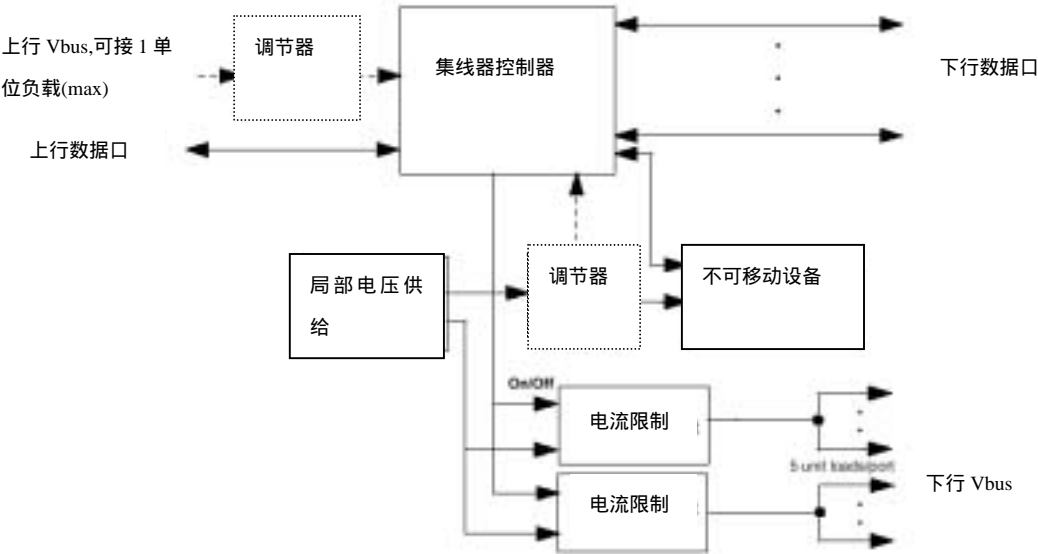 上行 Vbus,可接 1 单
位负载(max)
调节器
集线器控制器
下行数据口
上行数据口
局部电压供
给
调节器
不可移动设备
On/Off
电流限制
5 unit loads/port
电流限制
下行 Vbus